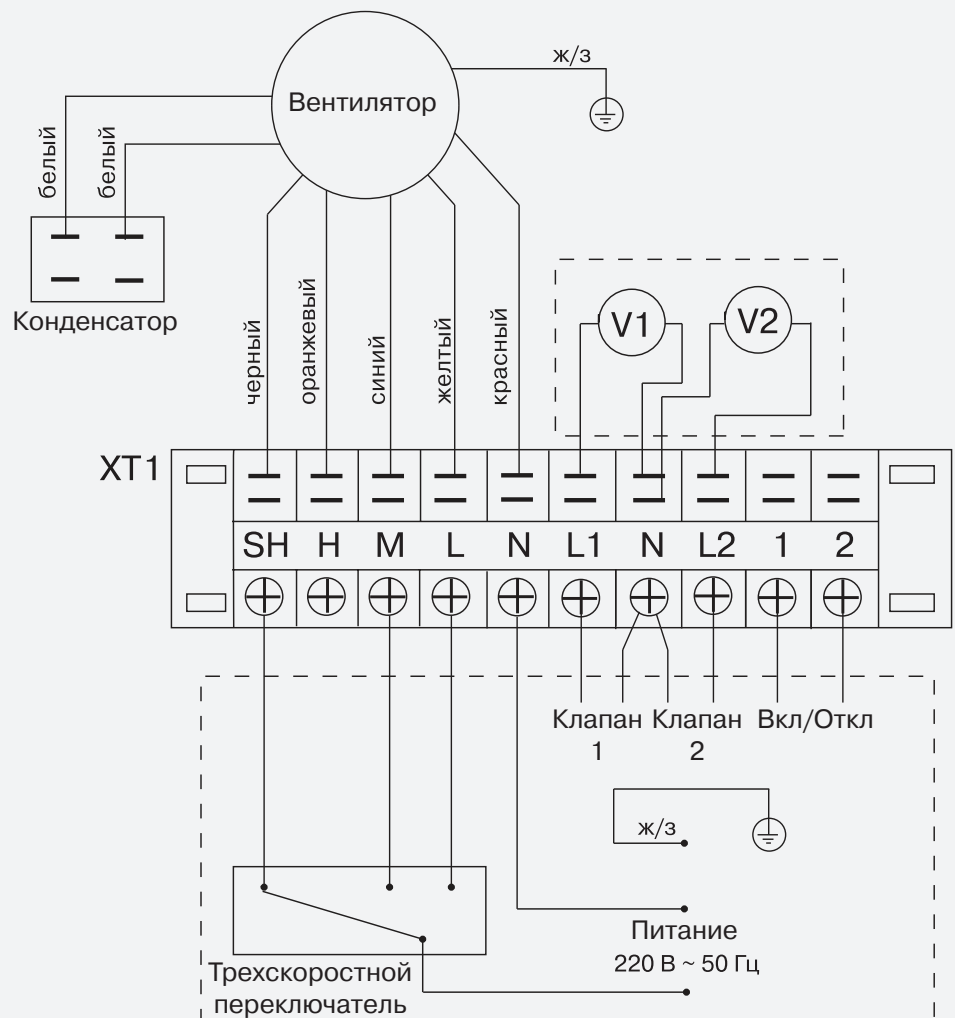 ж/з
Вентилятор
белый
белый
Конденсатор
черный
оранжевый
синий
желтый
красный
V1
V2
XT1
SH H M L N L1 N L2 1 2
Клапан 1
Клапан 2
Вкл/Откл
ж/з
Питание
220 В ~ 50 Гц
Трехскоростной
переключатель